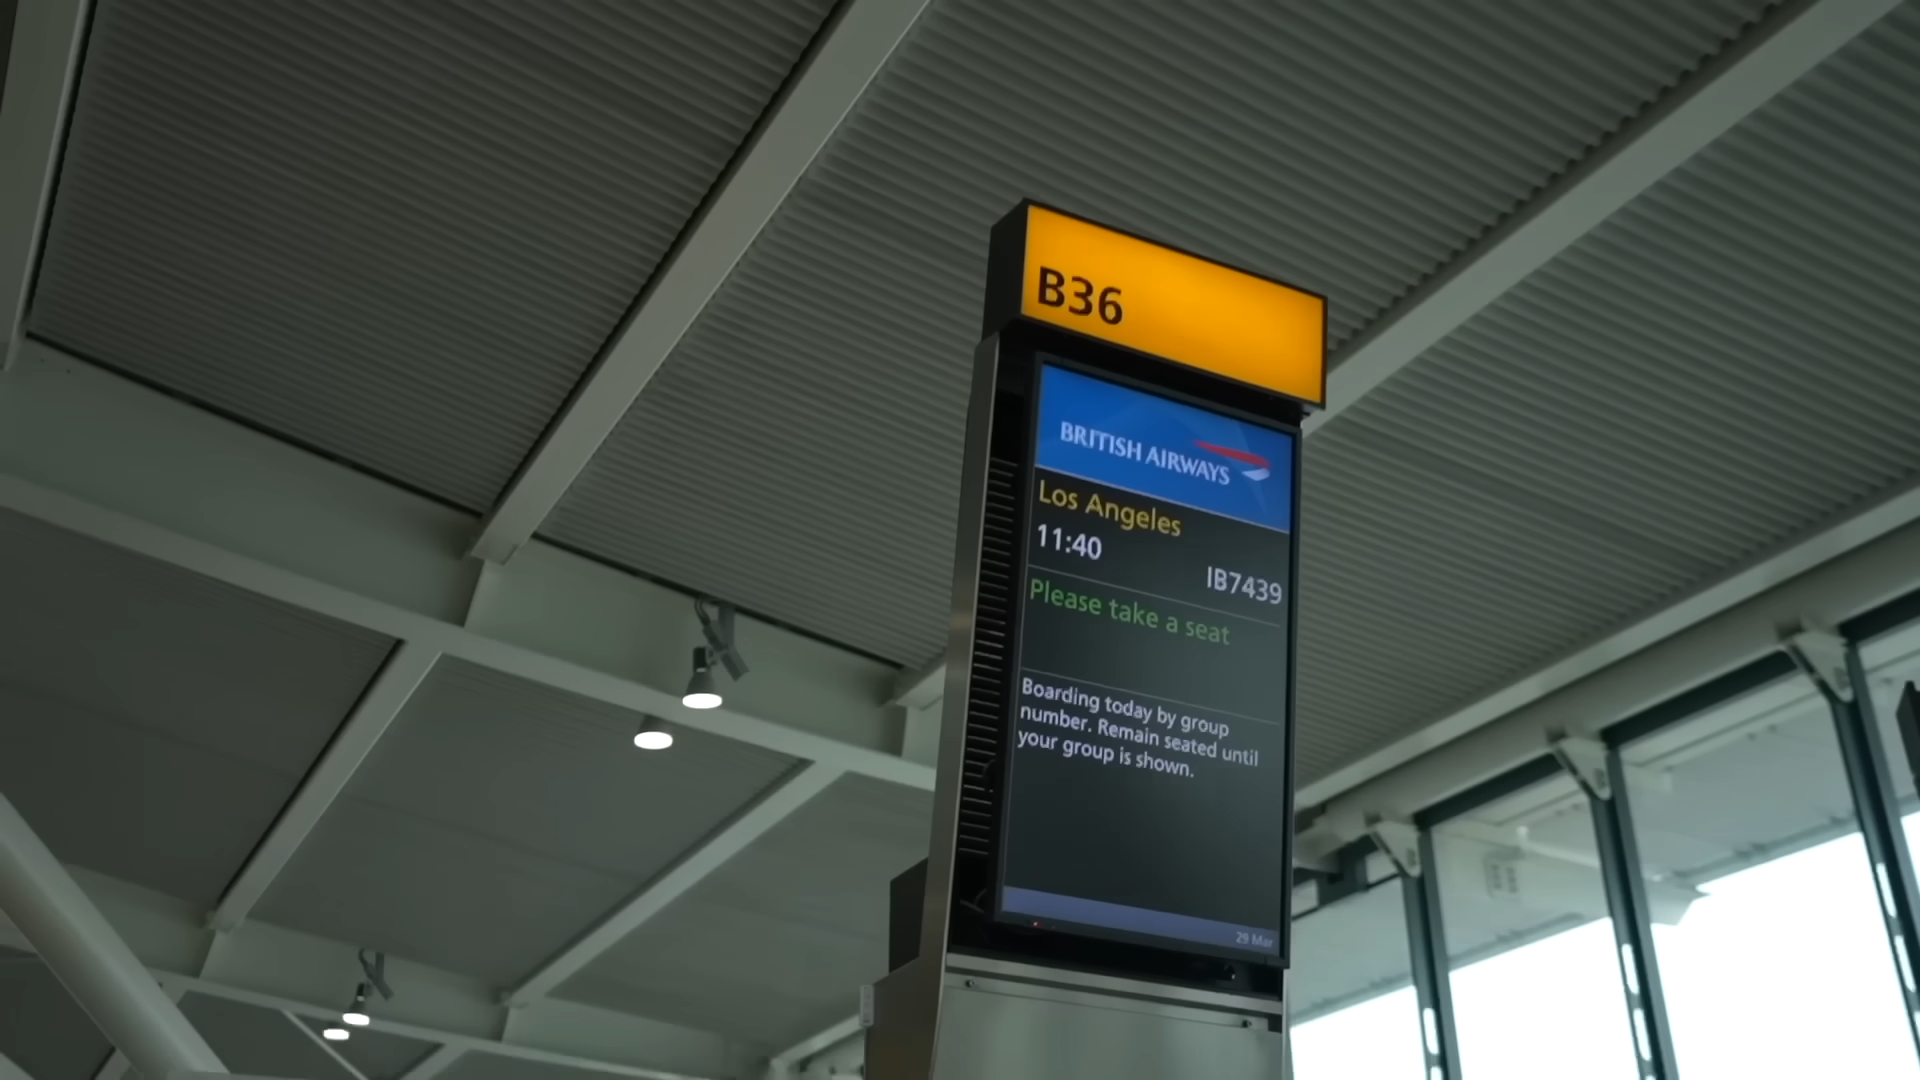 B36
BRITISH AIRWAYS
Los Angeles
11:40
IB7439
Please take a seat
Boarding today by group
number. Remain seated until
your group is shown.
29 Mar